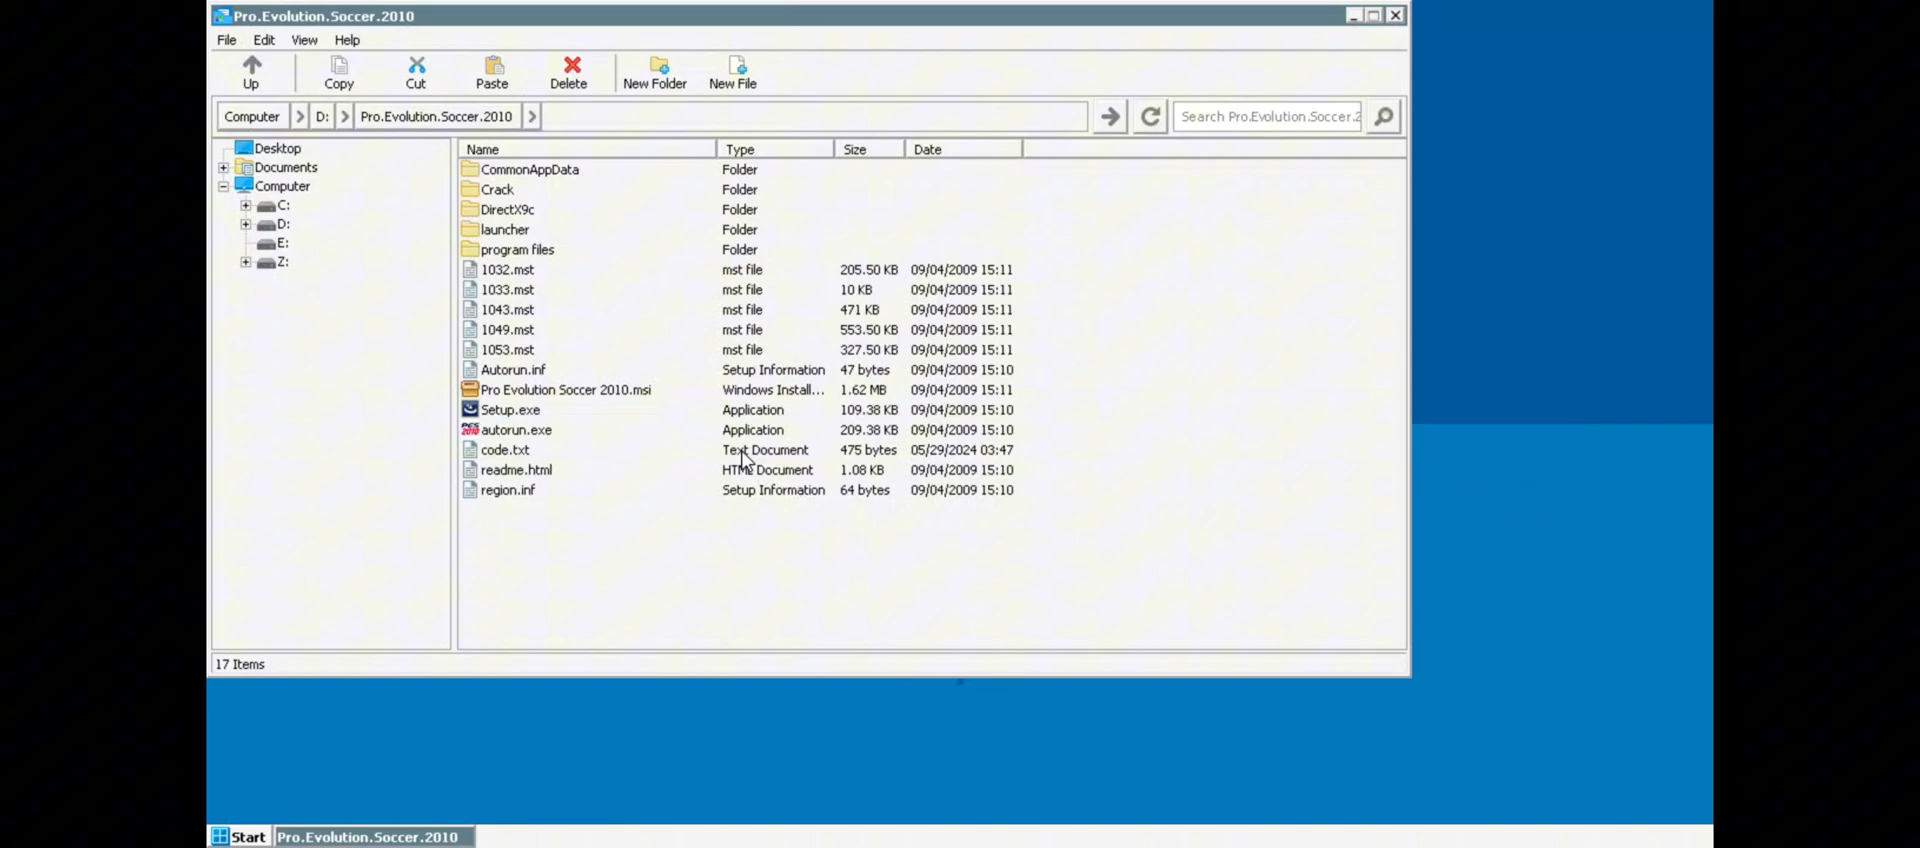 Pro.Evolution.Soccer.2010
File Edit View Help
Up Copy Cut Paste Delete New Folder New File
Computer D: Pro.Evolution.Soccer.2010 Search Pro.Evolution.Soccer.2
Desktop
Documents
Computer
C:
D:
E:
Z:
Name Type Size Date
CommonAppData Folder
Crack Folder
DirectX9c Folder
launcher Folder
program files Folder
1032.mst mst file 205.50 KB 09/04/2009 15:11
1033.mst mst file 10 KB 09/04/2009 15:11
1043.mst mst file 471 KB 09/04/2009 15:11
1049.mst mst file 553.50 KB 09/04/2009 15:11
1053.mst mst file 327.50 KB 09/04/2009 15:11
Autorun.inf Setup Information 47 bytes 09/04/2009 15:10
Pro Evolution Soccer 2010.msi Windows Install... 1.62 MB 09/04/2009 15:11
Setup.exe Application 109.38 KB 09/04/2009 15:10
PES 2010 autorun.exe Application 209.38 KB 09/04/2009 15:10
code.txt Text Document 475 bytes 05/29/2024 03:47
readme.html HTML Document 1.08 KB 09/04/2009 15:10
region.inf Setup Information 64 bytes 09/04/2009 15:10
17 Items
Start Pro.Evolution.Soccer.2010